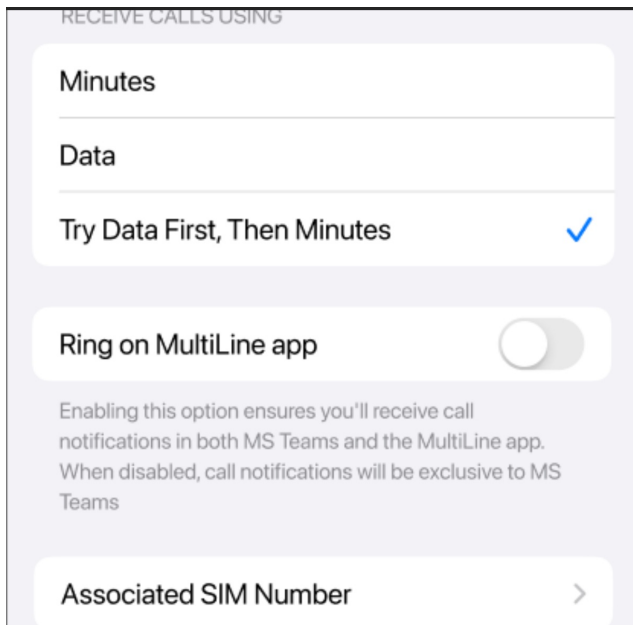 RECEIVE CALLS USING
Minutes
Data
Try Data First, Then Minutes
Ring on MultiLine app
Enabling this option ensures you'll receive call
notifications in both MS Teams and the MultiLine app.
When disabled, call notifications will be exclusive to MS
Teams
Associated SIM Number